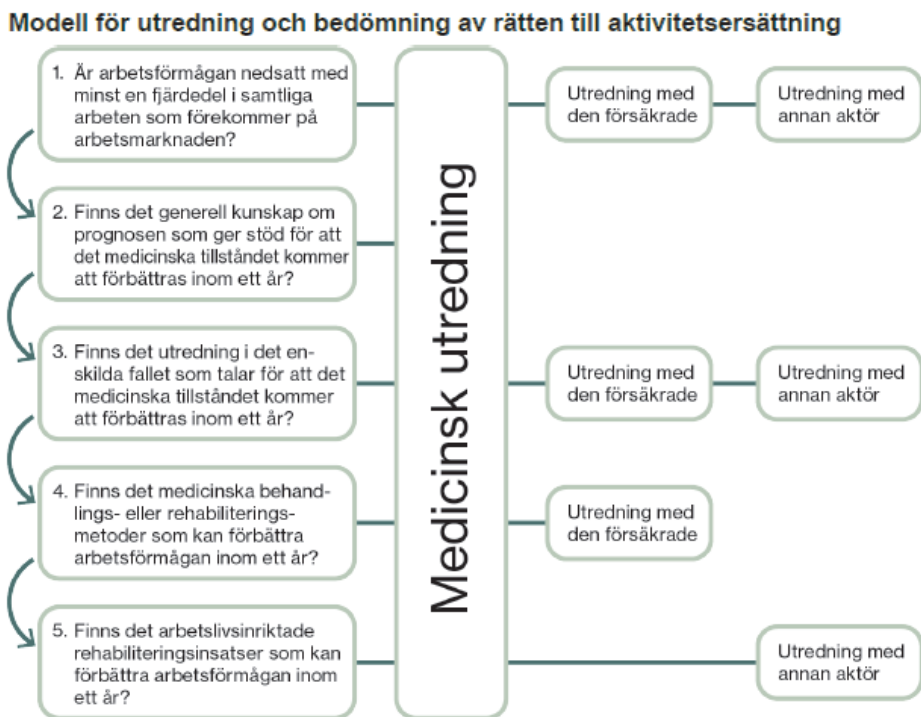 Modell för utredning och bedömning av rätten till aktivitetsersättning
1. Är arbetsförmågan nedsatt med
minst en fjärdedel i samtliga
arbeten som förekommer på
arbetsmarknaden?
Utredning med
den försäkrade
Utredning med
annan aktör
2. Finns det generell kunskap om
prognosen som ger stöd för att
det medicinska tillståndet kommer
att förbättras inom ett år?
Medicinsk utredning
3. Finns det utredning i det en-
skilda fallet som talar för att det
medicinska tillståndet kommer
att förbättras inom ett år?
Utredning med
den försäkrade
Utredning med
annan aktör
4. Finns det medicinska behand-
lings- eller rehabiliterings-
metoder som kan förbättra
arbetsförmågan inom ett år?
Utredning med
den försäkrade
5. Finns det arbetslivsinriktade
rehabiliteringsinsatser som kan
förbättra arbetsförmågan inom
ett år?
Utredning med
annan aktör